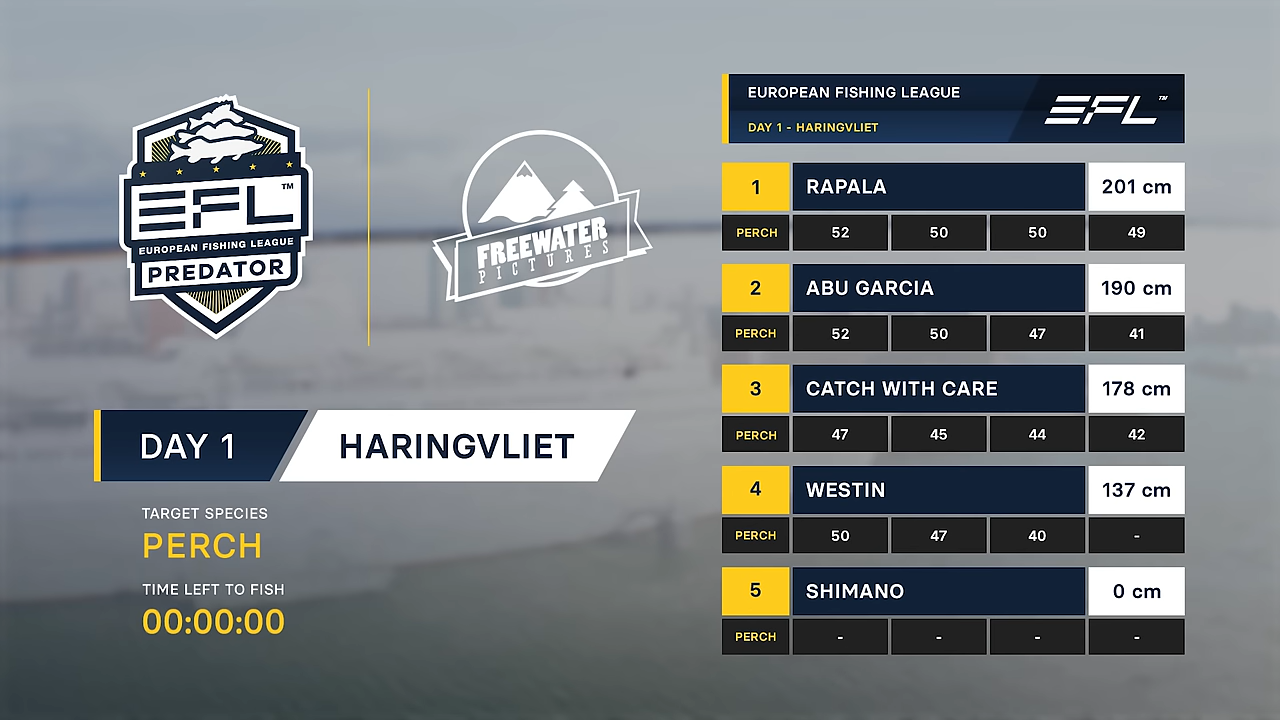 EFL™
EUROPEAN FISHING LEAGUE
PREDATOR
FREEWATER
PICTURES
DAY 1
HARINGVLIET
TARGET SPECIES
PERCH
TIME LEFT TO FISH
00:00:00
EUROPEAN FISHING LEAGUE
DAY 1 - HARINGVLIET
EFL™
1 RAPALA 201 cm
PERCH 52 50 50 49
2 ABU GARCIA 190 cm
PERCH 52 50 47 41
3 CATCH WITH CARE 178 cm
PERCH 47 45 44 42
4 WESTIN 137 cm
PERCH 50 47 40 -
5 SHIMANO 0 cm
PERCH - - - -